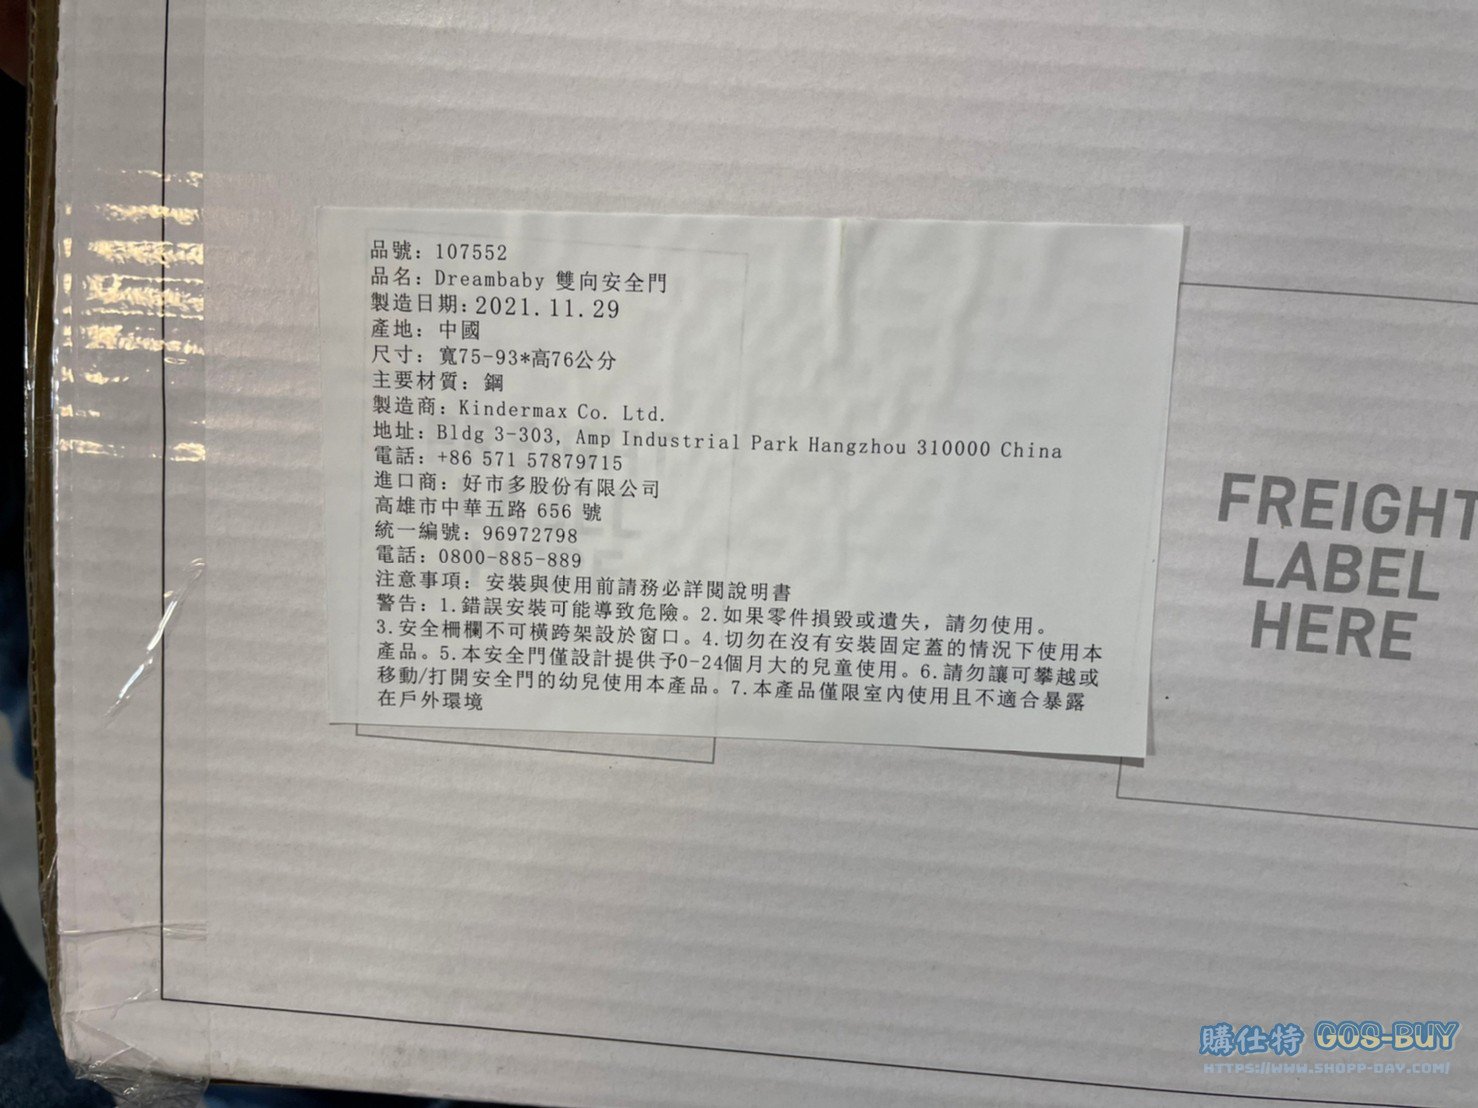 品號：107552
品名：Dreambaby 雙向安全門
製造日期：2021.11.29
產地：中國
尺寸：寬75-93*高76公分
主要材質：鋼
製造商：Kindermax Co. Ltd.
地址：Bldg 3-303, Amp Industrial Park Hangzhou 310000 China
電話：+86 571 57879715
進口商：好市多股份有限公司
高雄市中華五路 656 號
統一編號：96972798
電話：0800-885-889
注意事項：安裝與使用前請務必詳閱說明書
警告：1.錯誤安裝可能導致危險。2.如果零件損毀或遺失，請勿使用。
3.安全柵欄不可橫跨架設於窗口。4.切勿在沒有安裝固定蓋的情況下使用本
產品。5.本安全門僅設計提供予0-24個月大的兒童使用。6.請勿讓可攀越或
移動/打開安全門的幼兒使用本產品。7.本產品僅限室內使用且不適合暴露
在戶外環境
FREIGHT
LABEL
HERE
購仕特 GOS-BUY
HTTPS://WWW.SHOPP-DAY.COM/